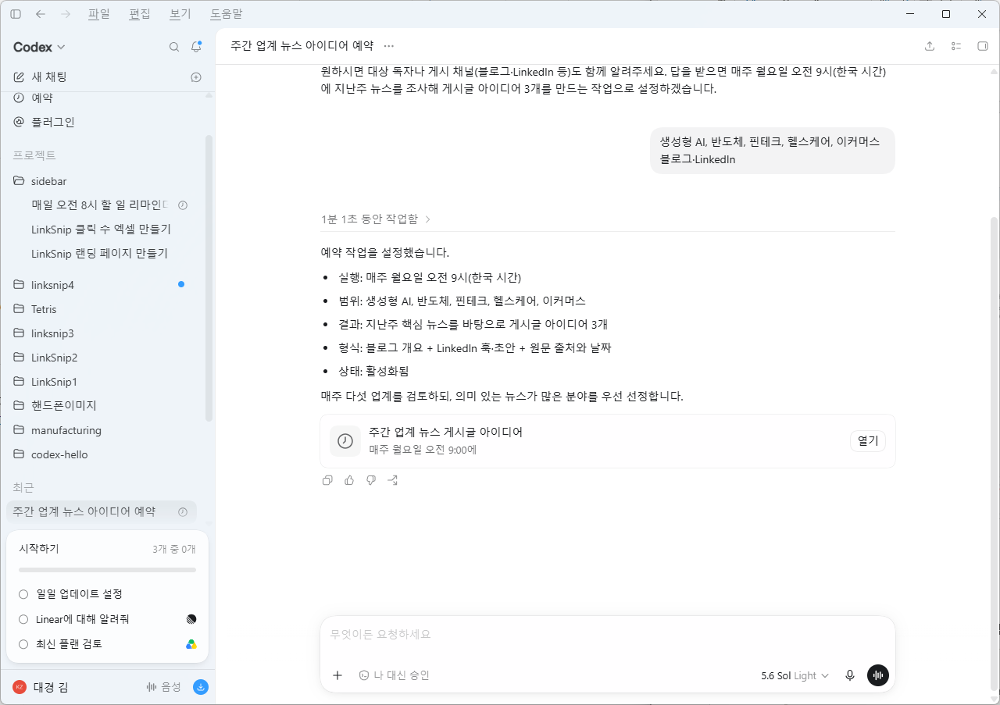 파일 편집 보기 도움말
Codex
새 채팅
예약
플러그인
프로젝트
sidebar
매일 오전 8시 할 일 리마인
LinkSnip 클릭 수 엑셀 만들기
LinkSnip 랜딩 페이지 만들기
linksnip4
Tetris
linksnip3
LinkSnip2
LinkSnip1
핸드폰이미지
manufacturing
codex-hello
최근
주간 업계 뉴스 아이디어 예약
시작하기 3개 중 0개
일일 업데이트 설정
Linear에 대해 알려줘
최신 플랜 검토
KZ 대경 김 음성
주간 업계 뉴스 아이디어 예약 ···
원하시면 대상 독자나 게시 채널(블로그·LinkedIn 등)도 함께 알려주세요. 답을 받으면 매주 월요일 오전 9시(한국 시간)
에 지난주 뉴스를 조사해 게시글 아이디어 3개를 만드는 작업으로 설정하겠습니다.
생성형 AI, 반도체, 핀테크, 헬스케어, 이커머스
블로그·LinkedIn
1분 1초 동안 작업함
예약 작업을 설정했습니다.
• 실행: 매주 월요일 오전 9시(한국 시간)
• 범위: 생성형 AI, 반도체, 핀테크, 헬스케어, 이커머스
• 결과: 지난주 핵심 뉴스를 바탕으로 게시글 아이디어 3개
• 형식: 블로그 개요 + LinkedIn 훅·초안 + 원문 출처와 날짜
• 상태: 활성화됨
매주 다섯 업계를 검토하되, 의미 있는 뉴스가 많은 분야를 우선 선정합니다.
주간 업계 뉴스 게시글 아이디어
매주 월요일 오전 9:00에
열기
무엇이든 요청하세요
나 대신 승인 5.6 Sol Light